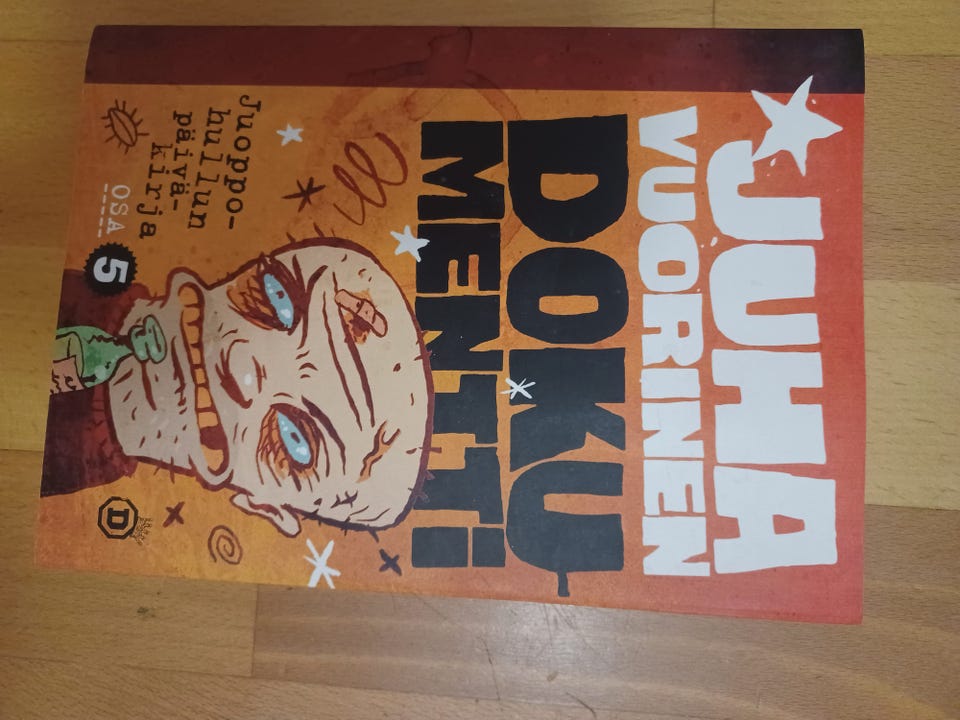 JUHA
VUORINEN
DOKU
MENTTI
Juoppo-
hullun
päivä-
kirja
OSA 5
D